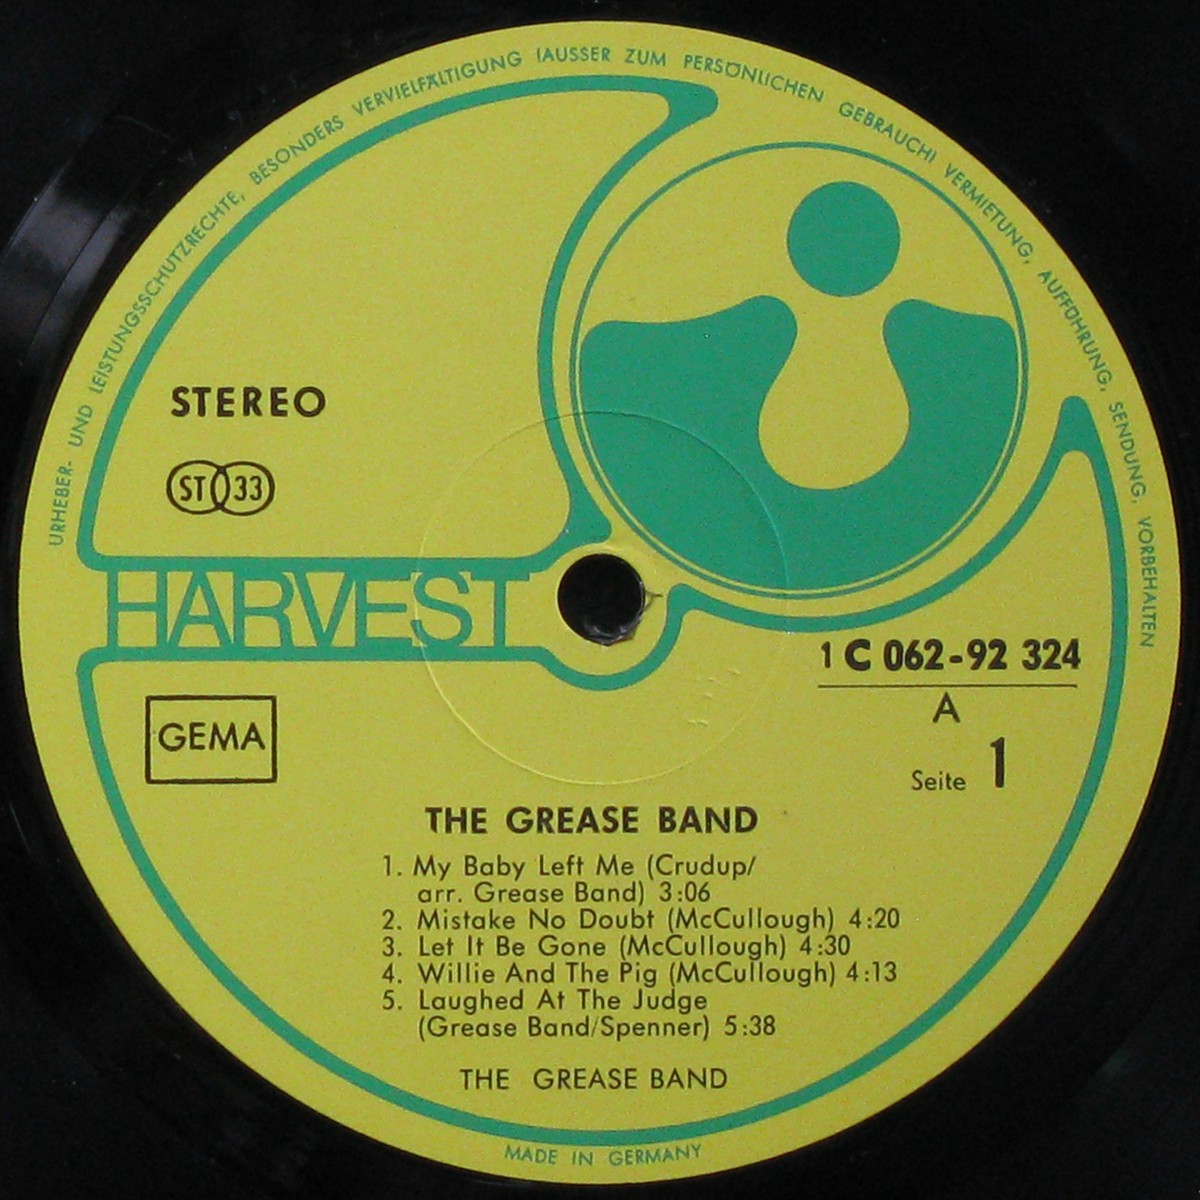 URHEBER- UND LEISTUNGSSCHUTZRECHTE, BESONDERS VERVIELFÄLTIGUNG (AUSSER ZUM PERSÖNLICHEN GEBRAUCH) VERMIETUNG, AUFFÜHRUNG, SENDUNG, VORBEHALTEN
STEREO
ST 33
HARVEST
1 C 062-92 324
A
Seite 1
GEMA
THE GREASE BAND
1. My Baby Left Me (Crudup/
arr. Grease Band) 3:06
2. Mistake No Doubt (McCullough) 4:20
3. Let It Be Gone (McCullough) 4:30
4. Willie And The Pig (McCullough) 4:13
5. Laughed At The Judge
(Grease Band/Spenner) 5:38
THE GREASE BAND
MADE IN GERMANY